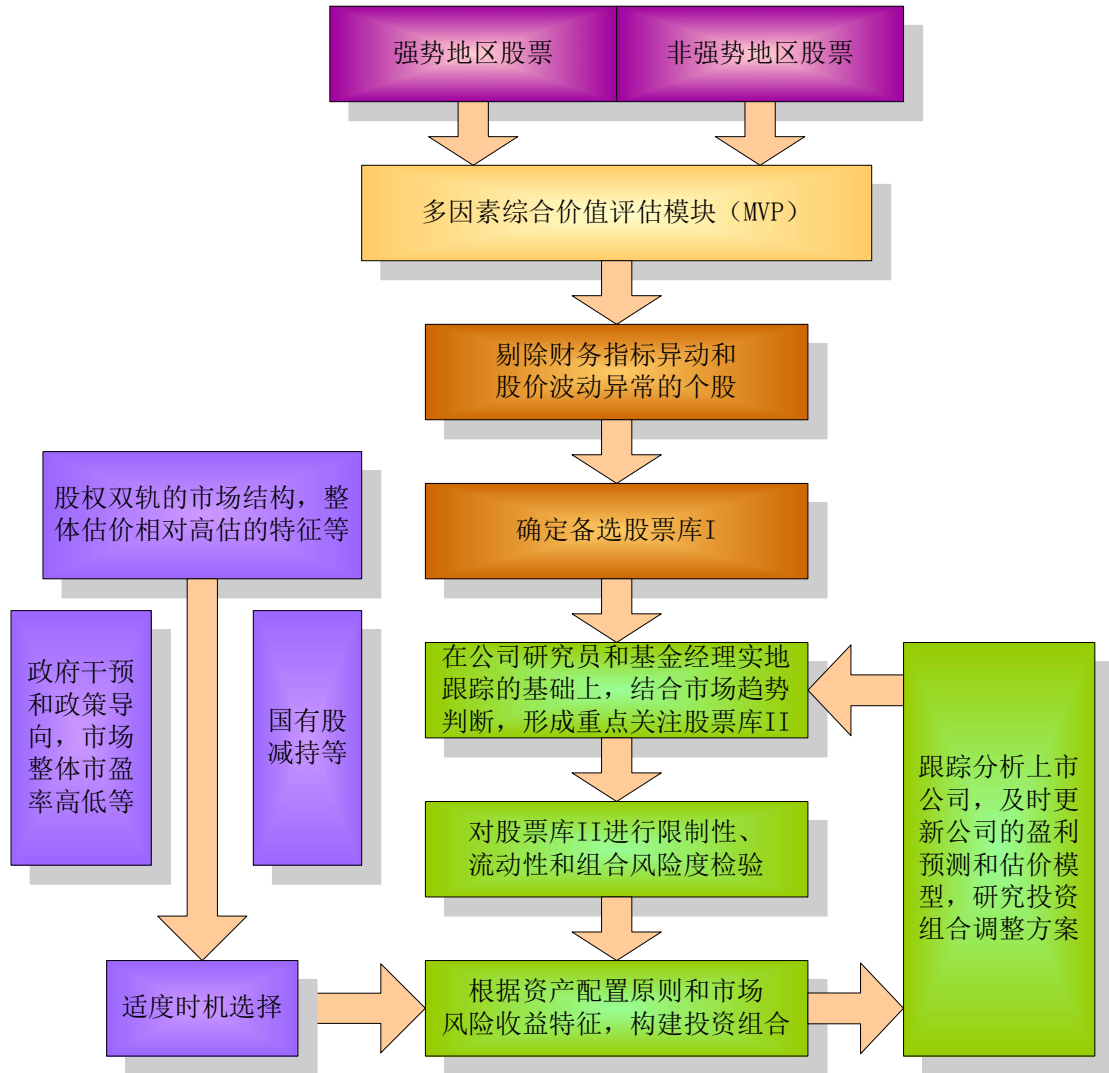 强势地区股票
非强势地区股票
多因素综合价值评估模块（MVP）
剔除财务指标异动和
股价波动异常的个股
股权双轨的市场结构，整
体估价相对高估的特征等
确定备选股票库I
政府干预
和政策导
向，市场
整体市盈
率高低等
国有股
减持等
在公司研究员和基金经理实地
跟踪的基础上，结合市场趋势
判断，形成重点关注股票库II
跟踪分析上市
公司，及时更
新公司的盈利
预测和估价模
型，研究投资
组合调整方案
对股票库II进行限制性、
流动性和组合风险度检验
适度时机选择
根据资产配置原则和市场
风险收益特征，构建投资组合